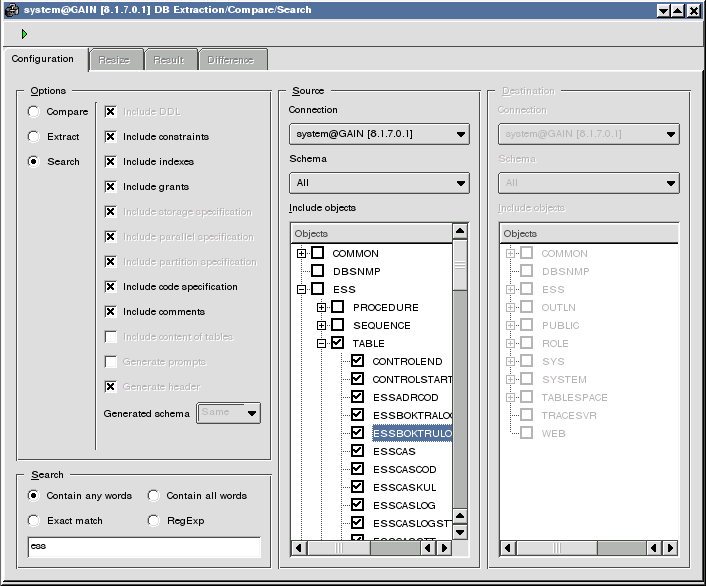 system@GAIN [8.1.7.0.1] DB Extraction/Compare/Search
Configuration
Resize
Result
Difference
Options
Compare
Extract
Search
Include DDL
Include constraints
Include indexes
Include grants
Include storage specification
Include parallel specification
Include partition specification
Include code specification
Include comments
Include content of tables
Generate prompts
Generate header
Generated schema
Same
Search
Contain any words
Contain all words
Exact match
RegExp
ess
Source
Connection
system@GAIN [8.1.7.0.1]
Schema
All
Include objects
Objects
COMMON
DBSNMP
ESS
PROCEDURE
SEQUENCE
TABLE
CONTROLEND
CONTROLSTART
ESSADRCOD
ESSBOKTRALO
ESSBOKTRULO
ESSCAS
ESSCASCOD
ESSCASKUL
ESSCASLOG
ESSCASLOGST
Destination
Connection
system@GAIN [8.1.7.0.1]
Schema
All
Include objects
Objects
COMMON
DBSNMP
ESS
OUTLN
PUBLIC
ROLE
SYS
SYSTEM
TABLESPACE
TRACESVR
WEB